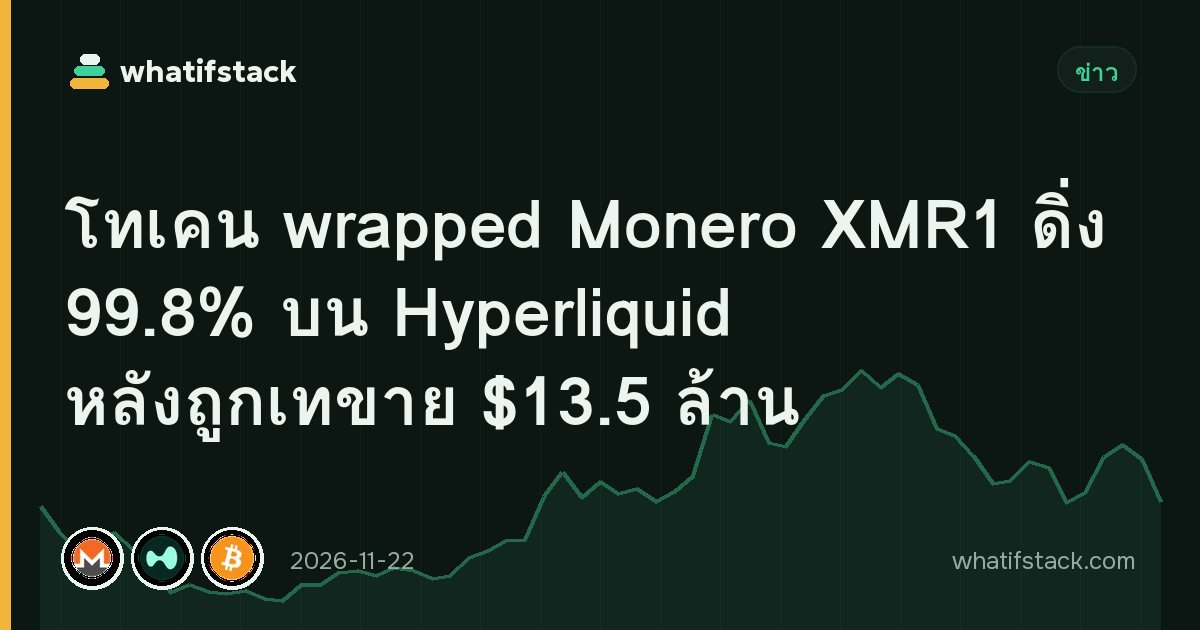 whatifstack
ข่าว
โทเคน wrapped Monero XMR1 ดิ่ง
99.8% บน Hyperliquid
หลังถูกเทขาย $13.5 ล้าน
2026-11-22
whatifstack.com